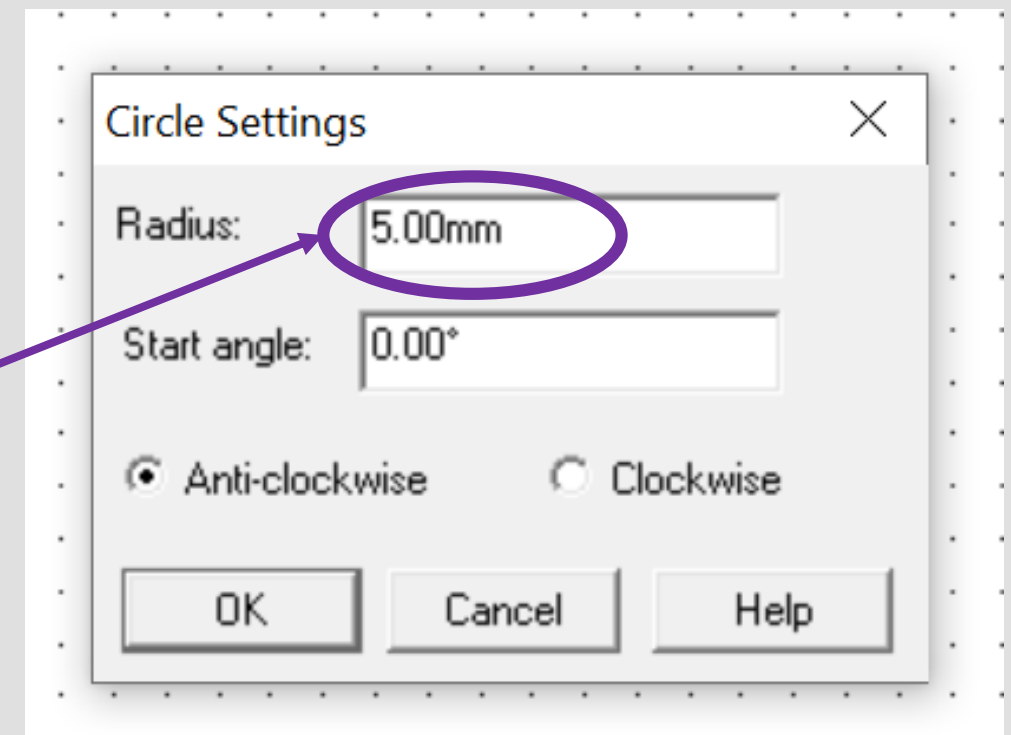 Circle Settings
Radius: 5.00mm
Start angle: 0.00°
Anti-clockwise Clockwise
OK Cancel Help